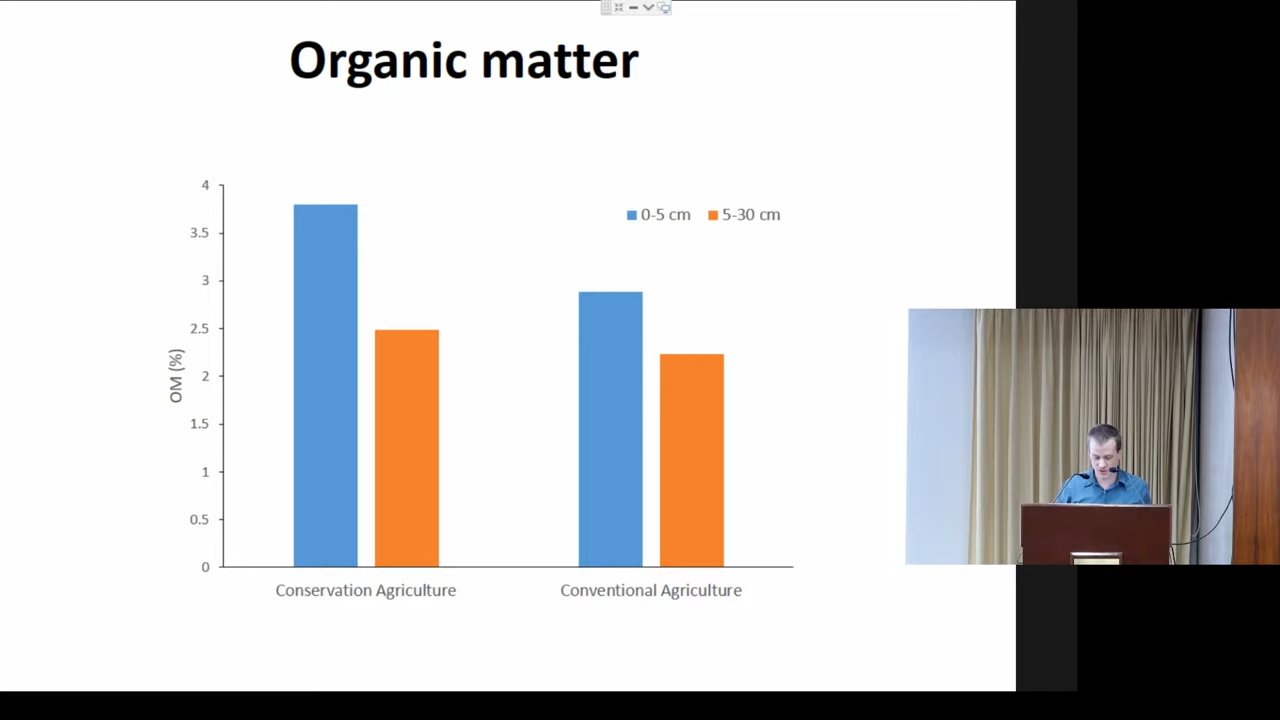 Organic matter
4
0-5 cm 5-30 cm
3.5
3
2.5
OM (%)
2
1.5
1
0.5
0
Conservation Agriculture Conventional Agriculture